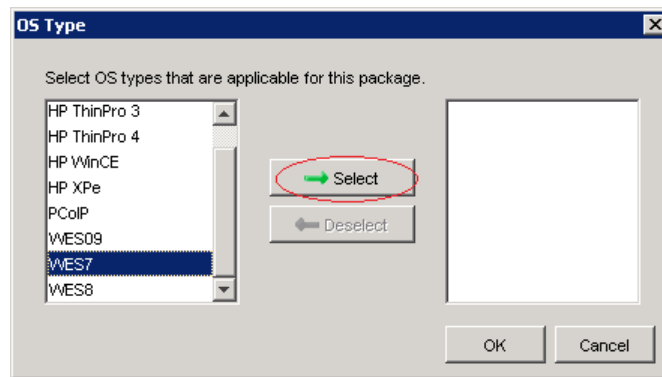 OS Type
Select OS types that are applicable for this package.
HP ThinPro 3
HP ThinPro 4
HP WinCE
HP XPe
PCoIP
WES09
WES7
WES8
Select
Deselect
OK
Cancel